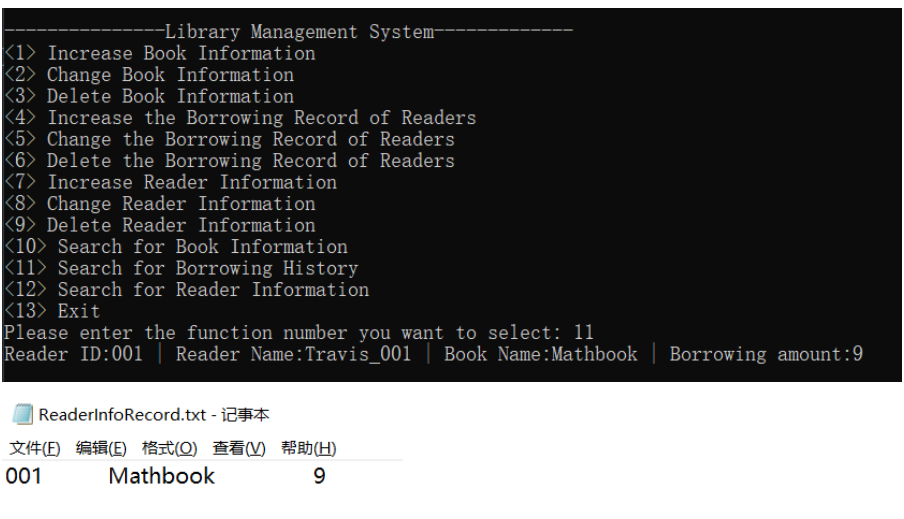 ---------------Library Management System-------------
<1> Increase Book Information
<2> Change Book Information
<3> Delete Book Information
<4> Increase the Borrowing Record of Readers
<5> Change the Borrowing Record of Readers
<6> Delete the Borrowing Record of Readers
<7> Increase Reader Information
<8> Change Reader Information
<9> Delete Reader Information
<10> Search for Book Information
<11> Search for Borrowing History
<12> Search for Reader Information
<13> Exit
Please enter the function number you want to select: 11
Reader ID:001 | Reader Name:Travis_001 | Book Name:Mathbook | Borrowing amount:9
ReaderInfoRecord.txt - 记事本
文件(F) 编辑(E) 格式(O) 查看(V) 帮助(H)
001 Mathbook 9